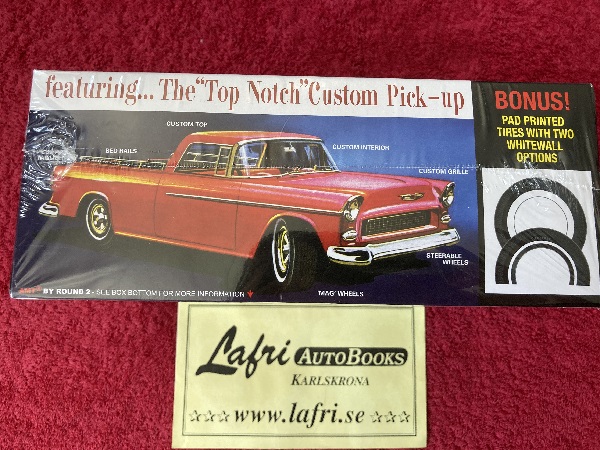 featuring... The "Top Notch" Custom Pick-up
BONUS!
PAD PRINTED
TIRES WITH TWO
WHITEWALL
OPTIONS
CUSTOM TOP
BED RAILS
CUSTOM INTERIOR
CUSTOM GRILLE
STEERABLE
WHEELS
'MAG' WHEELS
BY ROUND 2 - SEE BOX BOTTOM FOR MORE INFORMATION
Lafri AUTOBOOKS
KARLSKRONA
www.lafri.se